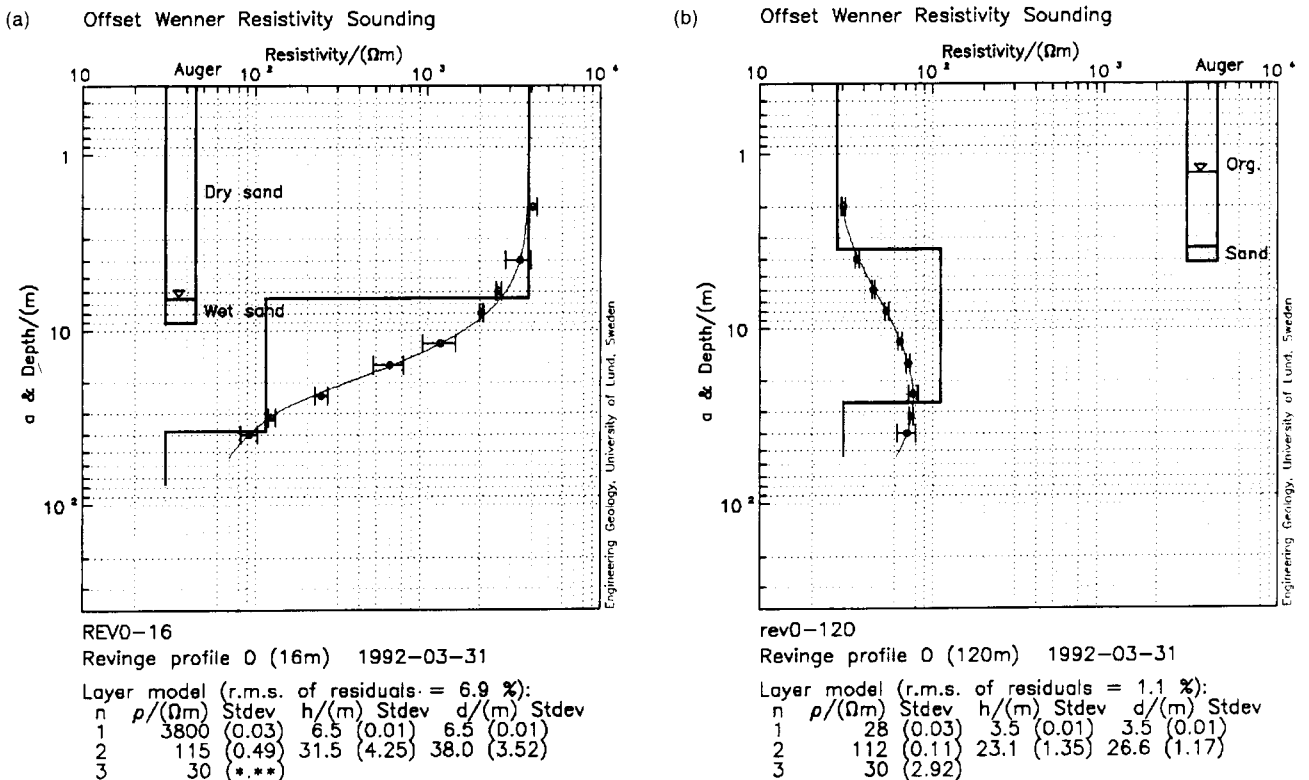 (a) Offset Wenner Resistivity Sounding
Resistivity/(Ωm)
10 Auger 10² 10³ 10⁴
1
Dry sand
Wet sand
10
a & Depth/(m)
10²
Engineering Geology, University of Lund, Sweden
REV0-16
Revinge profile 0 (16m) 1992-03-31
Layer model (r.m.s. of residuals = 6.9 %):
n ρ/(Ωm) Stdev h/(m) Stdev d/(m) Stdev
1 3800 (0.03) 6.5 (0.01) 6.5 (0.01)
2 115 (0.49) 31.5 (4.25) 38.0 (3.52)
3 30 (*.**)
(b) Offset Wenner Resistivity Sounding
Resistivity/(Ωm)
10 10² 10³ Auger 10⁴
1
Org.
Sand
10
a & Depth/(m)
10²
Engineering Geology, University of Lund, Sweden
rev0-120
Revinge profile 0 (120m) 1992-03-31
Layer model (r.m.s. of residuals = 1.1 %):
n ρ/(Ωm) Stdev h/(m) Stdev d/(m) Stdev
1 28 (0.03) 3.5 (0.01) 3.5 (0.01)
2 112 (0.11) 23.1 (1.35) 26.6 (1.17)
3 30 (2.92)